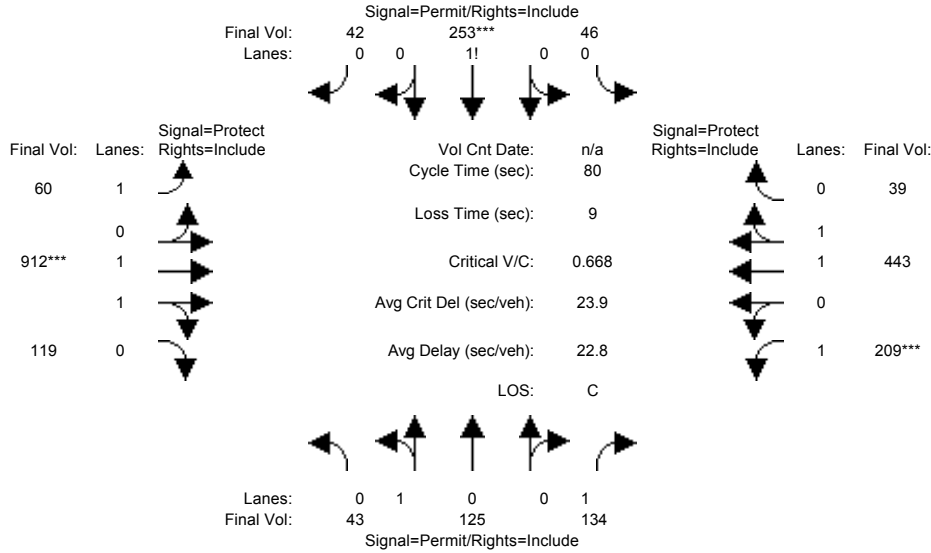 Signal=Permit/Rights=Include
Final Vol: 42 253*** 46
Lanes: 0 0 1! 0 0
Signal=Protect Signal=Protect
Final Vol: Lanes: Rights=Include Vol Cnt Date: n/a Rights=Include Lanes: Final Vol:
Cycle Time (sec): 80
60 1 0 39
Loss Time (sec): 9
0 1
912*** 1 Critical V/C: 0.668 1 443
1 Avg Crit Del (sec/veh): 23.9 0
119 0 Avg Delay (sec/veh): 22.8 1 209***
LOS: C
Lanes: 0 1 0 0 1
Final Vol: 43 125 134
Signal=Permit/Rights=Include